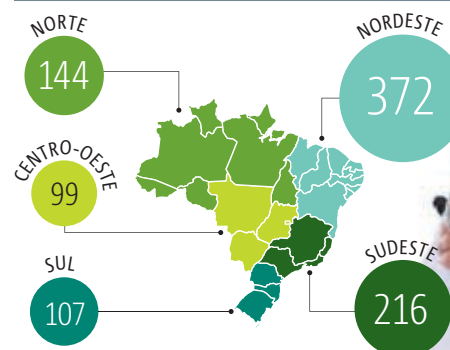 NORTE
144
NORDESTE
372
CENTRO-OESTE
99
SUL
107
SUDESTE
216